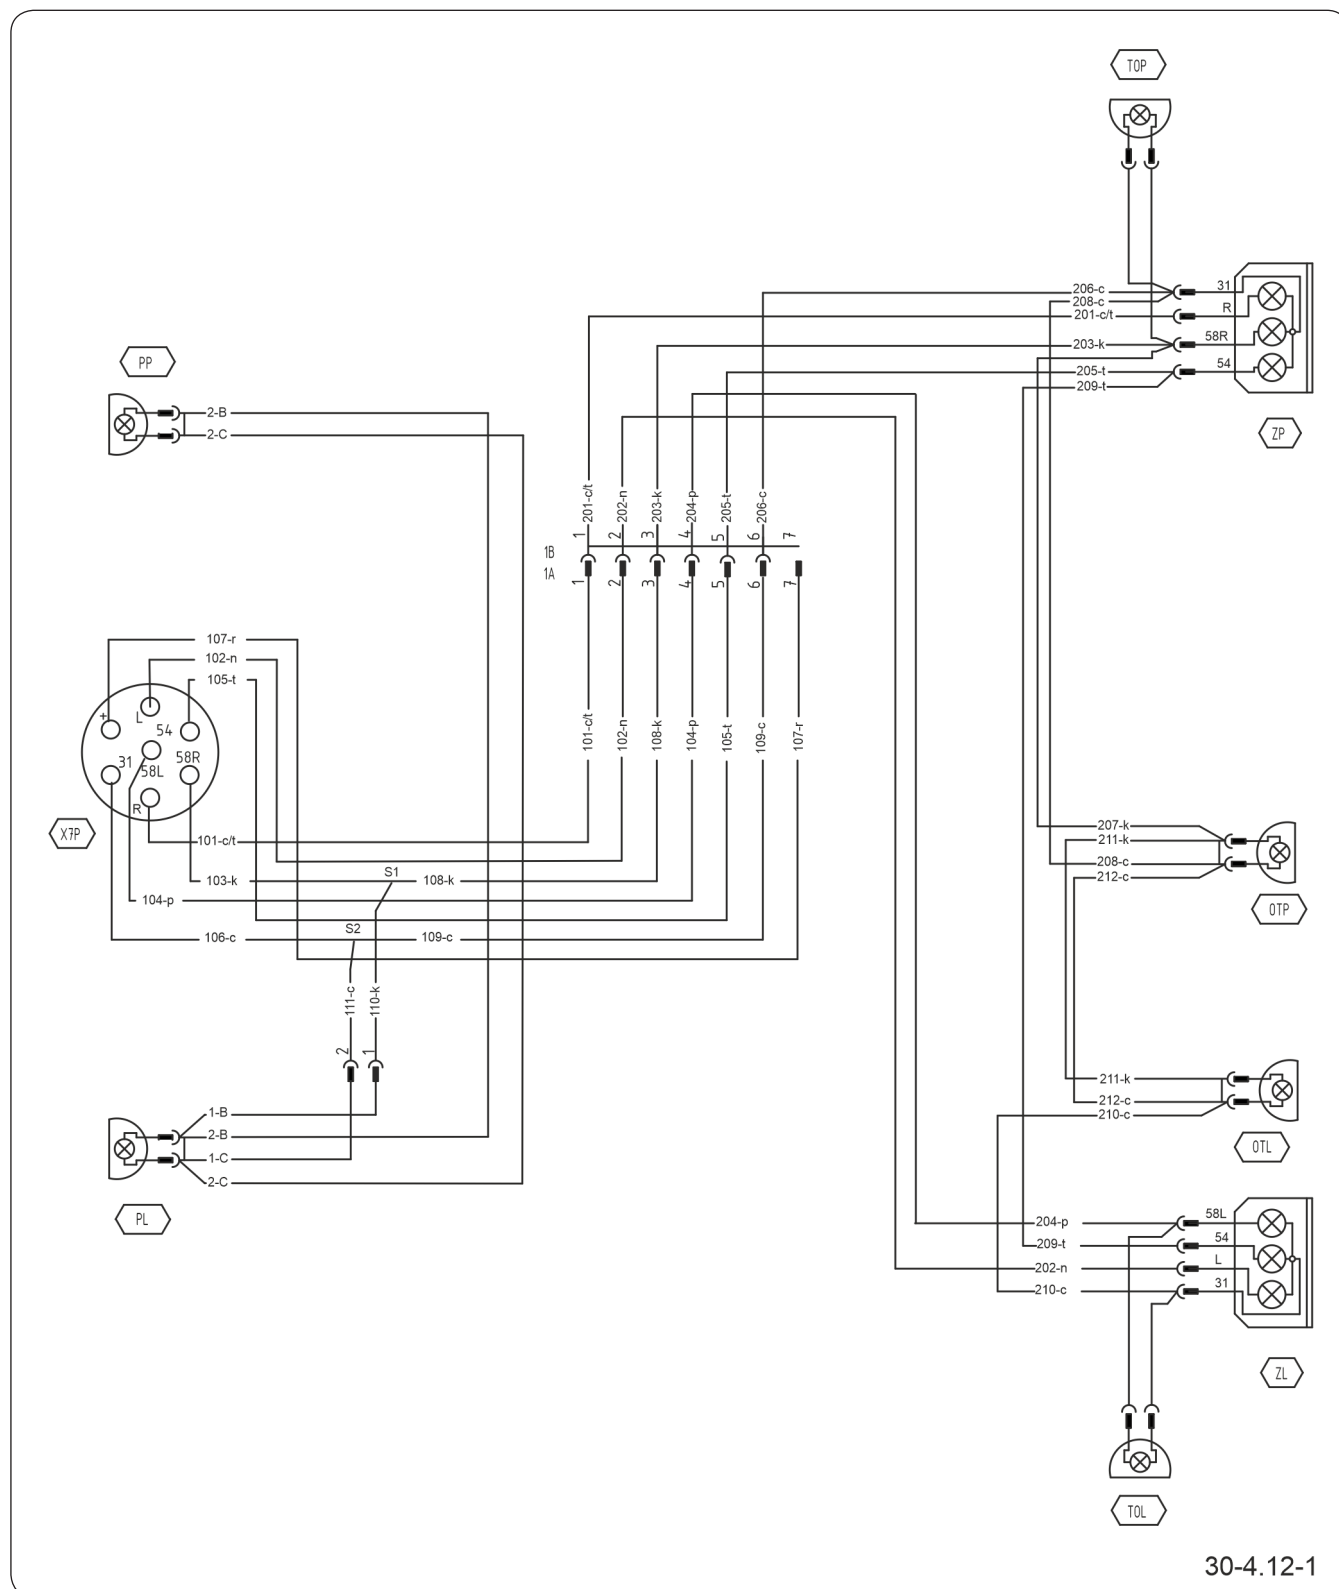 TOP
206-c
31
208-c
201-c/t
R
203-k
58R
205-t
54
209-t
ZP
PP
2-B
2-C
201-c/t
202-n
203-k
204-p
205-t
206-c
1 2 3 4 5 6 7
1B
1A
1 2 3 4 5 6 7
107-r
102-n
105-t
+
L
54
31
58L
58R
R
X7P
101-c/t
102-n
108-k
104-p
105-t
109-c
107-r
101-c/t
103-k
S1
108-k
104-p
106-c
S2
109-c
111-c
110-k
2 1
207-k
211-k
208-c
212-c
OTP
211-k
212-c
210-c
OTL
1-B
2-B
1-C
2-C
PL
204-p
58L
209-t
54
202-n
L
210-c
31
ZL
TOL
30-4.12-1